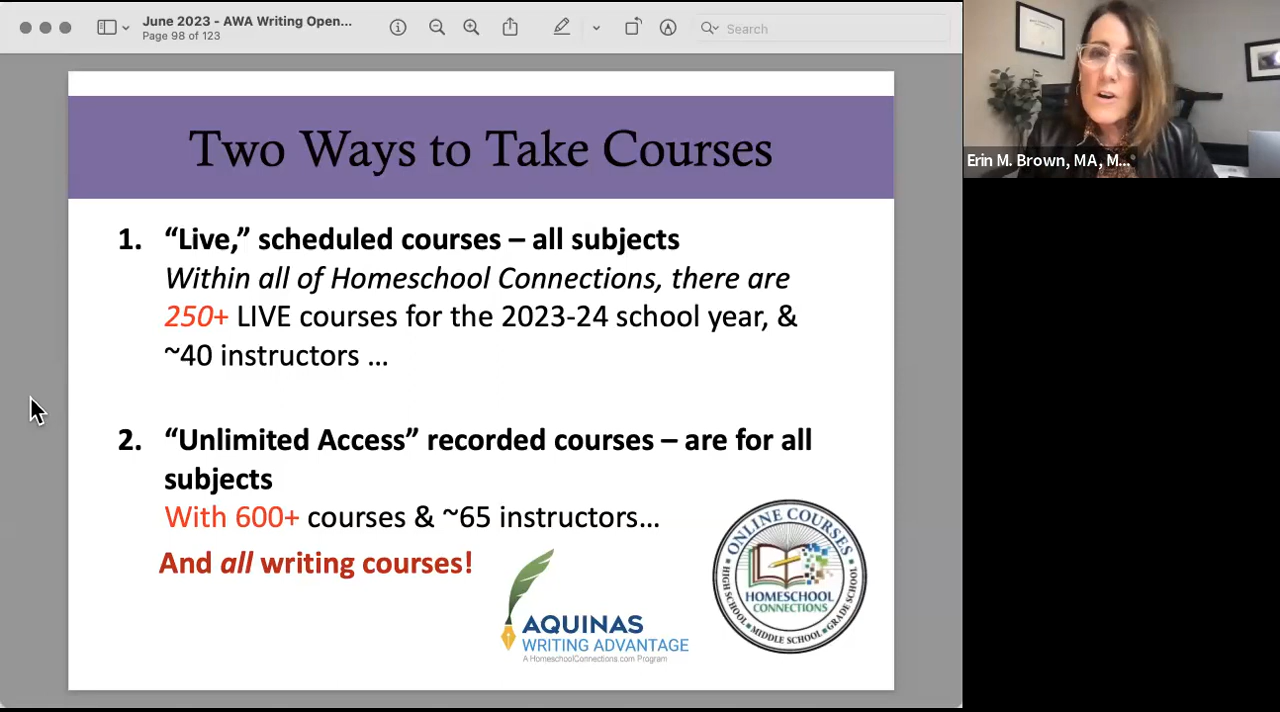 June 2023 - AWA Writing Open...
Page 98 of 123
Search
Erin M. Brown, MA, M...
Two Ways to Take Courses
1. “Live,” scheduled courses – all subjects
Within all of Homeschool Connections, there are
250+ LIVE courses for the 2023-24 school year, &
~40 instructors ...
2. “Unlimited Access” recorded courses – are for all
subjects
With 600+ courses & ~65 instructors...
And all writing courses!
AQUINAS
WRITING ADVANTAGE
A HomeschoolConnections.com Program
ONLINE COURSES
HOMESCHOOL
CONNECTIONS
HIGH SCHOOL • MIDDLE SCHOOL • GRADE SCHOOL